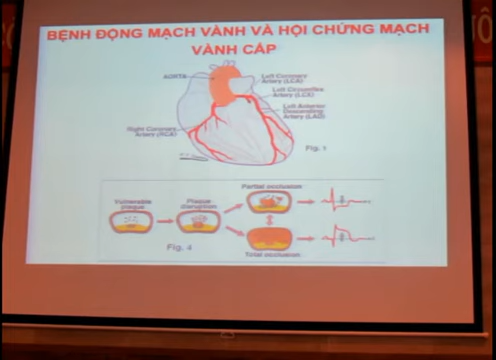 BỆNH ĐỘNG MẠCH VÀNH VÀ HỘI CHỨNG MẠCH
VÀNH CẤP
AORTA
Left Coronary
Artery (LCA)
Left Circumflex
Artery (LCX)
Left Anterior
Descending
Artery (LAD)
Right Coronary
Artery (RCA)
Fig. 1
Partial occlusion
Vulnerable
plaque
Plaque
disruption
Fig. 4
Total occlusion